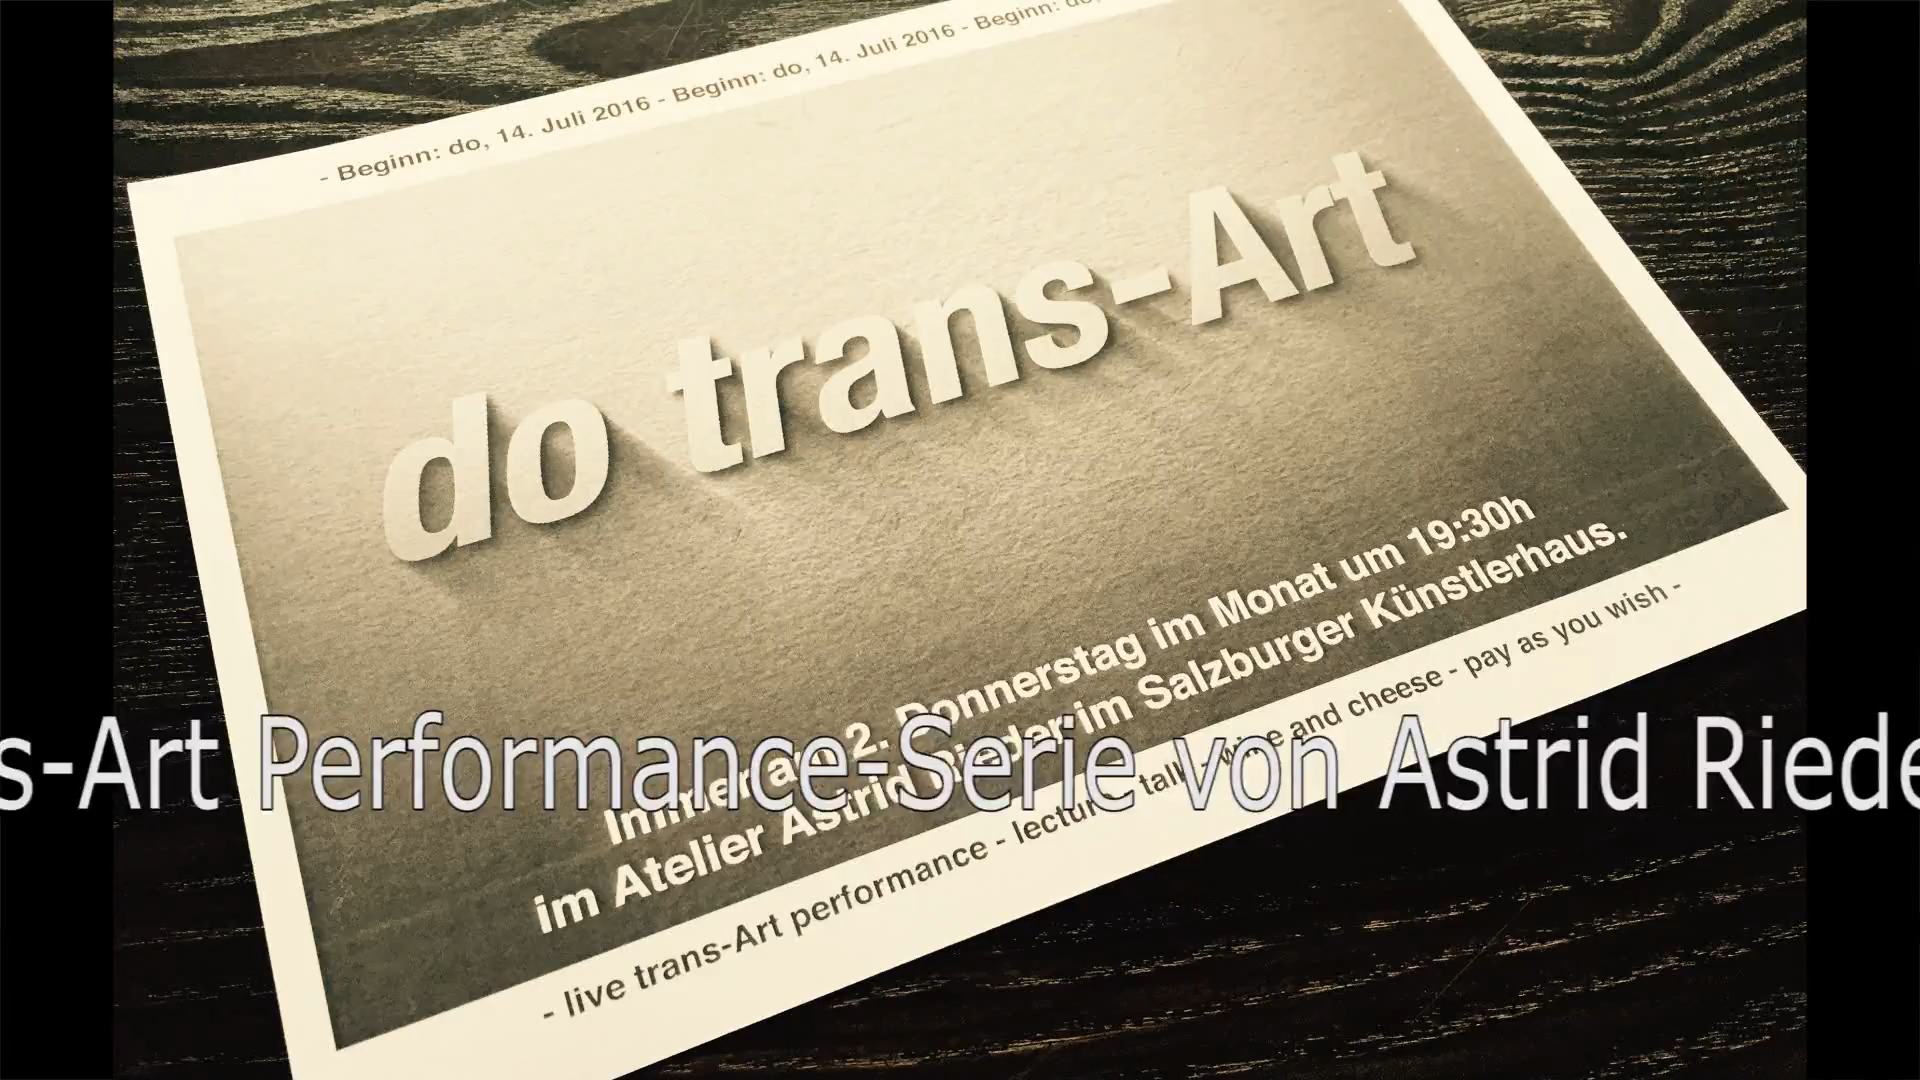 - Beginn: do, 14. Juli 2016 - Beginn: do, 14. Juli 2016 - Beginn: do,
do trans-Art
Immer am 2. Donnerstag im Monat um 19:30h
im Atelier Astrid Rieder im Salzburger Künstlerhaus.
- live trans-Art performance - lecture - talk - wine and cheese - pay as you wish -
s-Art Performance-Serie von Astrid Riede